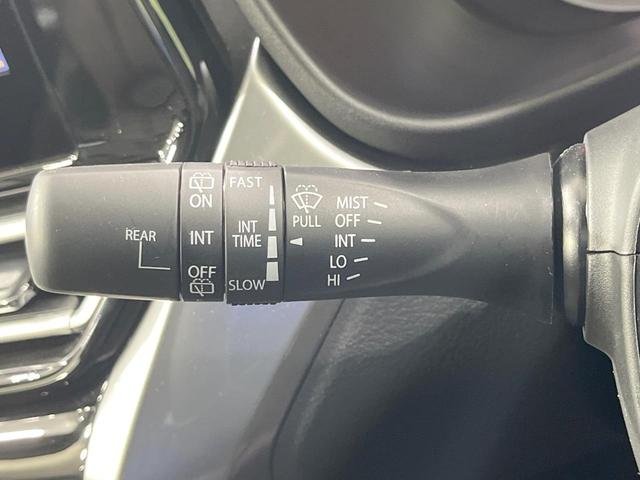 REAR
ON
INT
OFF
FAST
INT
TIME
SLOW
PULL
MIST
OFF
INT
LO
HI